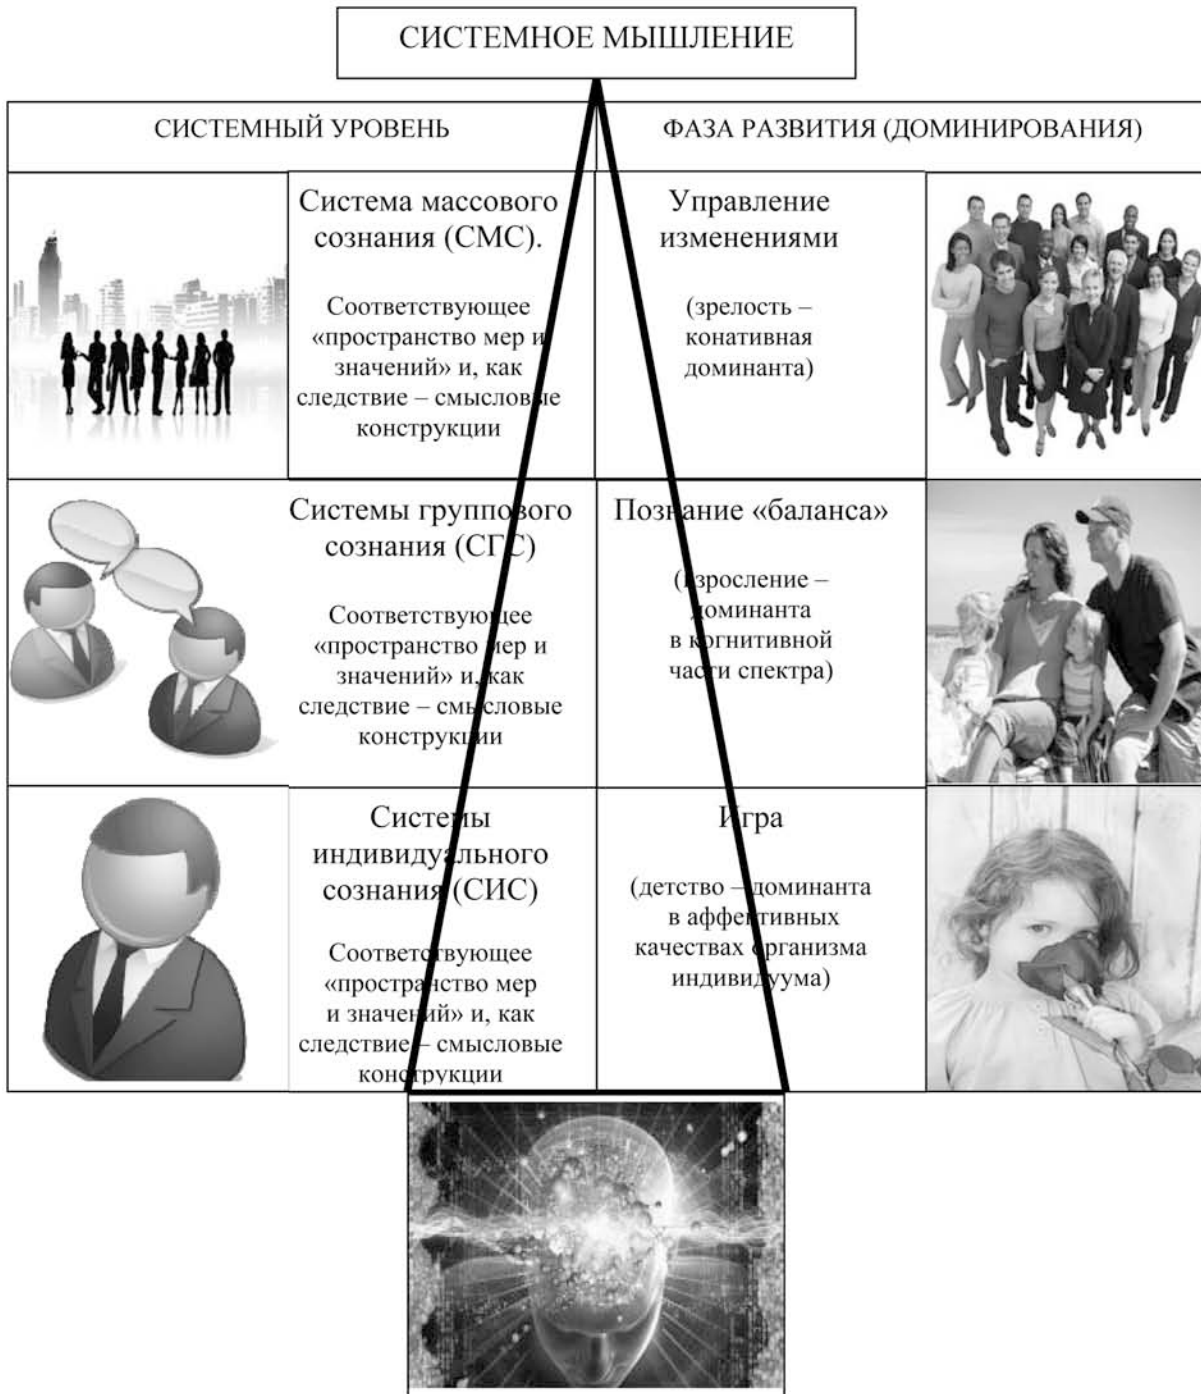 СИСТЕМНОЕ МЫШЛЕНИЕ
СИСТЕМНЫЙ УРОВЕНЬ
ФАЗА РАЗВИТИЯ (ДОМИНИРОВАНИЯ)
Система массового
сознания (СМС).
Соответствующее
«пространство мер и
значений» и, как
следствие – смысловые
конструкции
Управление
изменениями
(зрелость –
конативная
доминанта)
Системы группового
сознания (СГС)
Соответствующее
«пространство мер и
значений» и, как
следствие – смысловые
конструкции
Познание «баланса»
(взросление –
доминанта
в когнитивной
части спектра)
Системы
индивидуального
сознания (СИС)
Соответствующее
«пространство мер
и значений» и, как
следствие – смысловые
конструкции
Игра
(детство – доминанта
в аффективных
качествах организма
индивидуума)